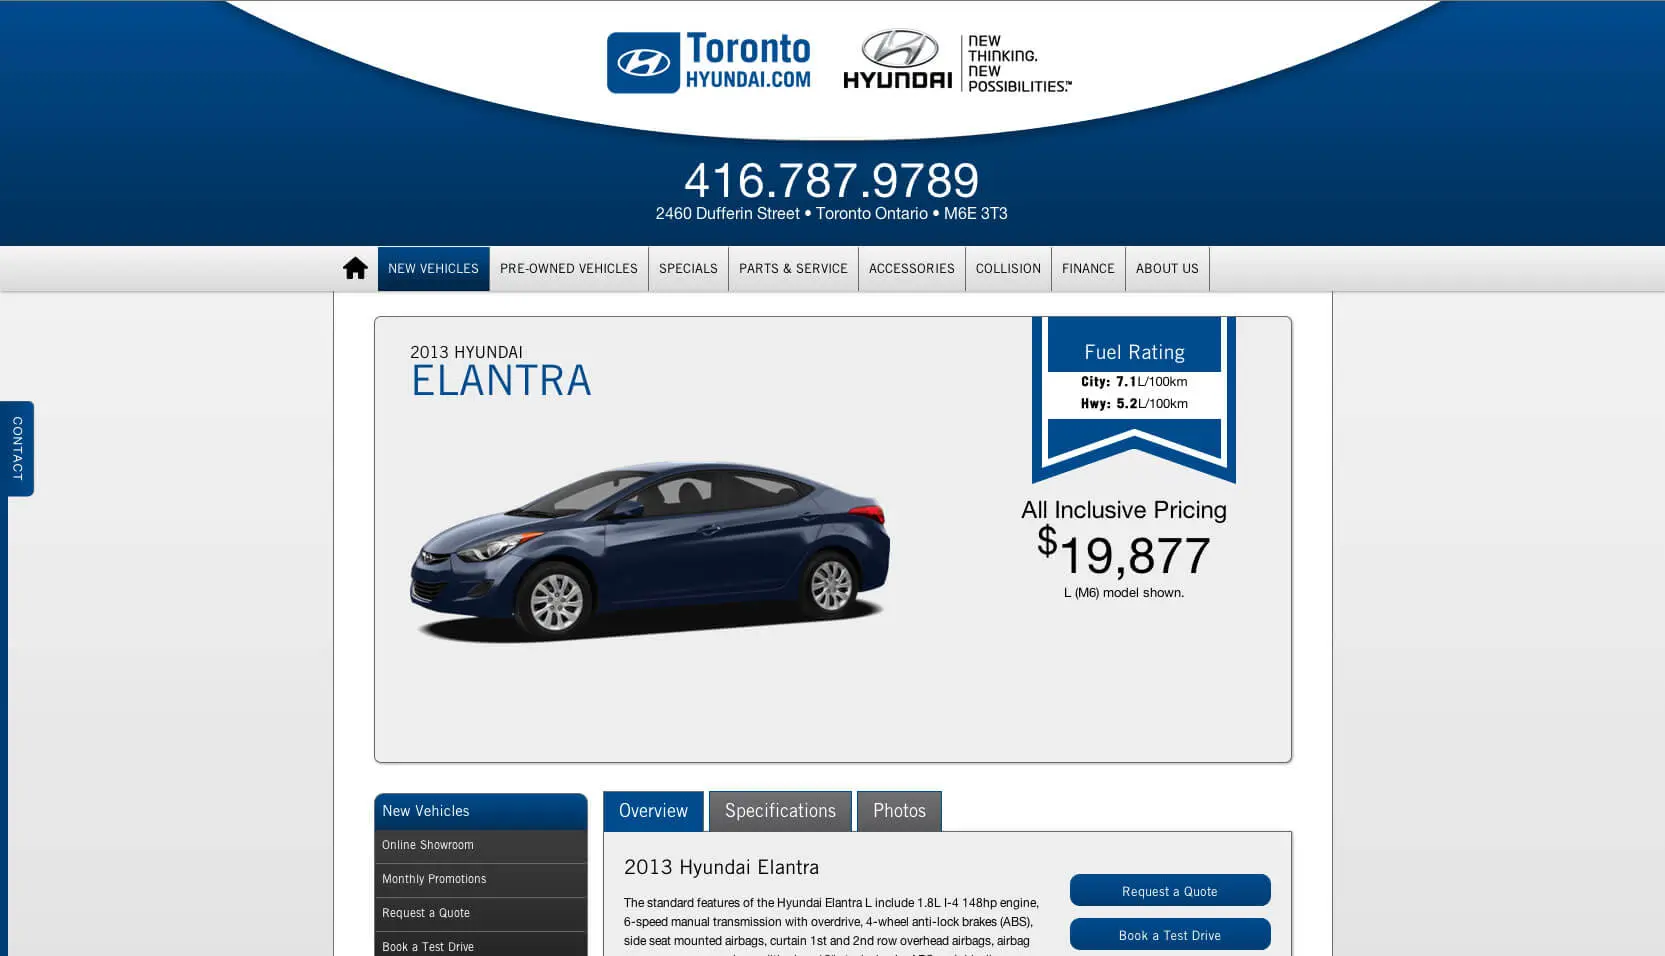 Toronto
HYUNDAI.COM
HYUNDAI
NEW
THINKING.
NEW
POSSIBILITIES.™
416.787.9789
2460 Dufferin Street • Toronto Ontario • M6E 3T3
NEW VEHICLES
PRE-OWNED VEHICLES
SPECIALS
PARTS & SERVICE
ACCESSORIES
COLLISION
FINANCE
ABOUT US
CONTACT
2013 HYUNDAI
ELANTRA
Fuel Rating
City: 7.1L/100km
Hwy: 5.2L/100km
All Inclusive Pricing
$19,877
L (M6) model shown.
New Vehicles
Online Showroom
Monthly Promotions
Request a Quote
Book a Test Drive
Overview
Specifications
Photos
2013 Hyundai Elantra
The standard features of the Hyundai Elantra L include 1.8L I-4 148hp engine,
6-speed manual transmission with overdrive, 4-wheel anti-lock brakes (ABS),
side seat mounted airbags, curtain 1st and 2nd row overhead airbags, airbag
Request a Quote
Book a Test Drive